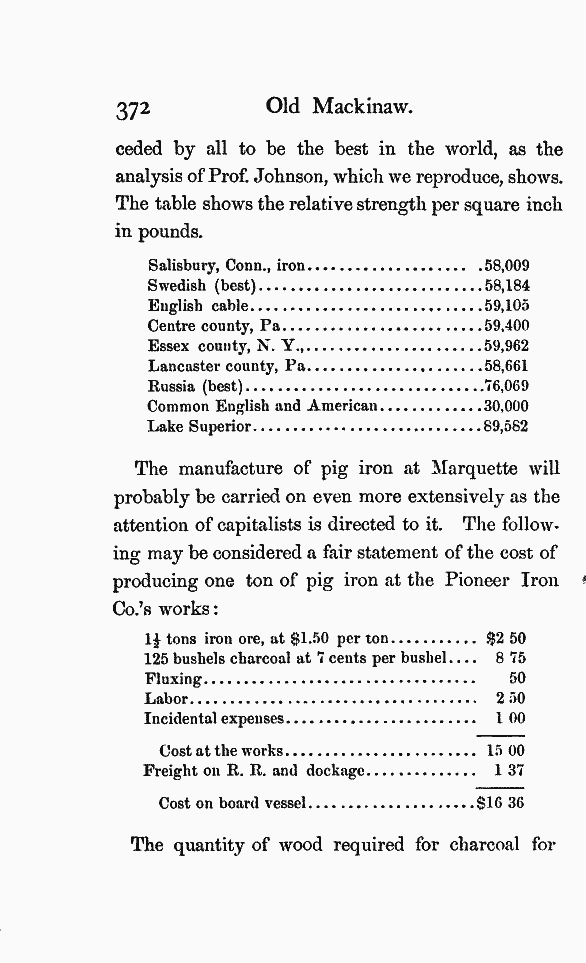 372 Old Mackinaw.
ceded by all to be the best in the world, as the
analysis of Prof. Johnson, which we reproduce, shows.
The table shows the relative strength per square inch
in pounds.
Salisbury, Conn., iron.................... .58,009
Swedish (best)............................58,184
English cable.............................59,105
Centre county, Pa.........................59,400
Essex county, N. Y.,......................59,962
Lancaster county, Pa......................58,661
Russia (best)..............................76,069
Common English and American.............30,000
Lake Superior.............................89,582
The manufacture of pig iron at Marquette will
probably be carried on even more extensively as the
attention of capitalists is directed to it. The follow-
ing may be considered a fair statement of the cost of
producing one ton of pig iron at the Pioneer Iron
Co.'s works:
1½ tons iron ore, at $1.50 per ton........... $2 50
125 bushels charcoal at 7 cents per bushel.... 8 75
Fluxing.................................. 50
Labor.................................... 2 50
Incidental expenses........................ 1 00
Cost at the works........................ 15 00
Freight on R. R. and dockage.............. 1 37
Cost on board vessel.....................$16 36
The quantity of wood required for charcoal for